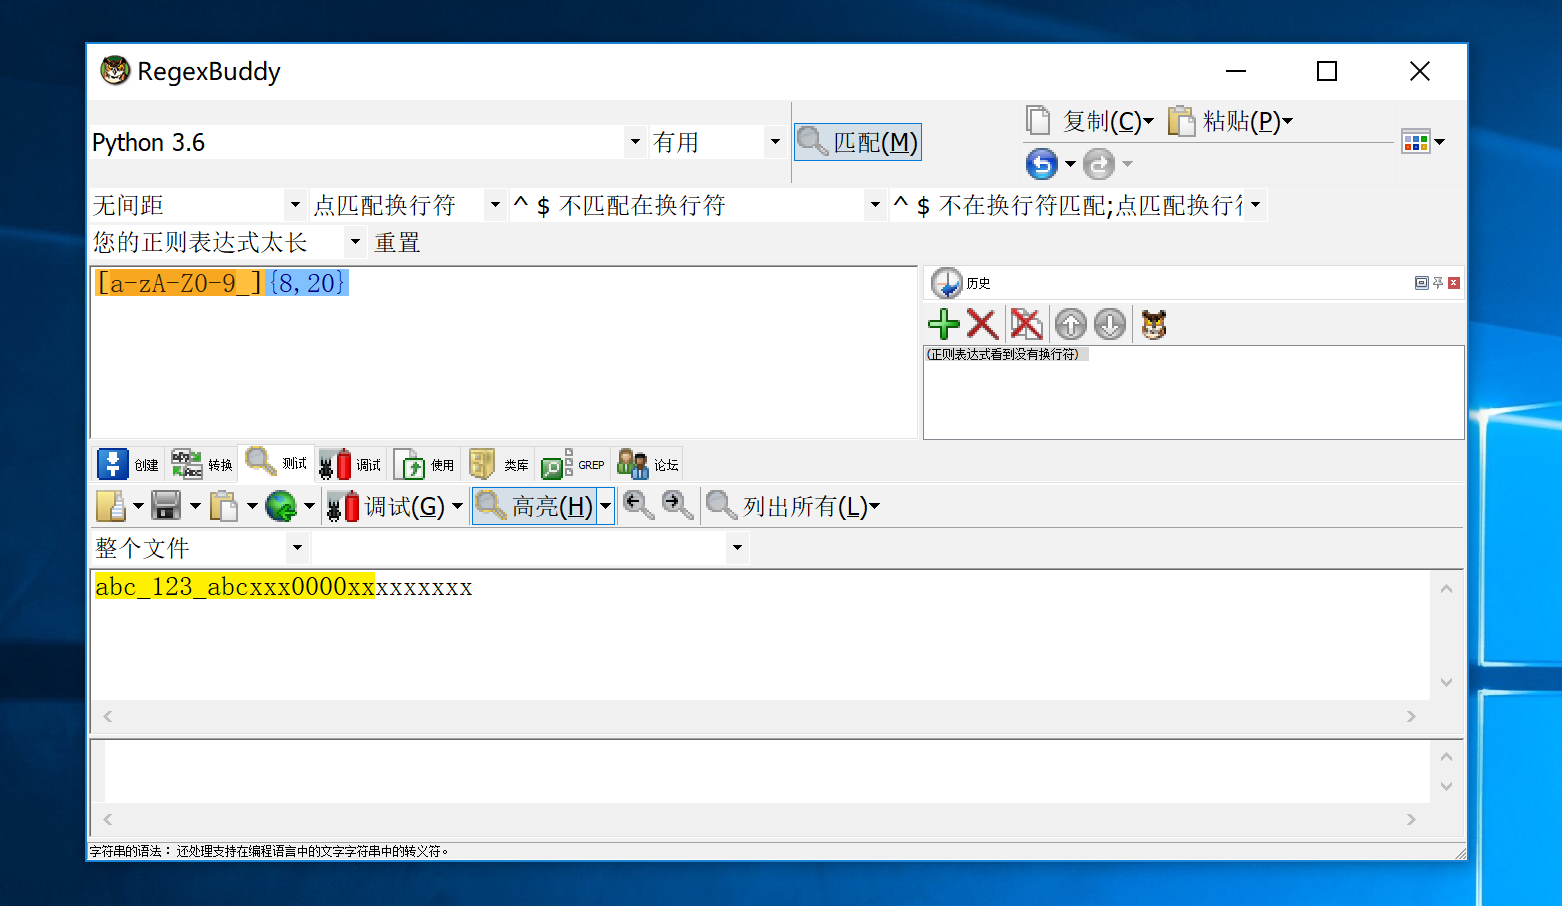 RegexBuddy
Python 3.6
有用
匹配(M)
复制(C)
粘贴(P)
无间距
点匹配换行符
^ $ 不匹配在换行符
^ $ 不在换行符匹配;点匹配换行
您的正则表达式太长
重置
[a-zA-Z0-9_]{8,20}
历史
(正则表达式看到没有换行符)
创建
转换
测试
调试
使用
类库
GREP
论坛
调试(G)
高亮(H)
列出所有(L)
整个文件
abc_123_abcxxx0000xxxxxxxxx
字符串的语法： 还处理支持在编程语言中的文字字符串中的转义符。